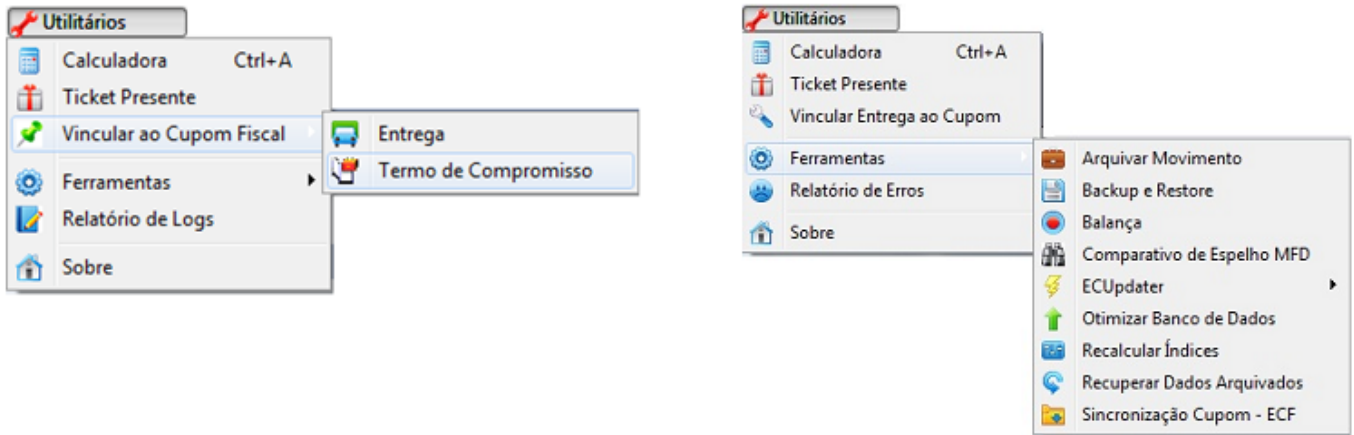 Utilitários
Calculadora Ctrl+A
Ticket Presente
Vincular ao Cupom Fiscal
Entrega
Termo de Compromisso
Ferramentas
Relatório de Logs
Sobre
Utilitários
Calculadora Ctrl+A
Ticket Presente
Vincular Entrega ao Cupom
Ferramentas
Relatório de Erros
Sobre
Arquivar Movimento
Backup e Restore
Balança
Comparativo de Espelho MFD
ECUpdater
Otimizar Banco de Dados
Recalcular Índices
Recuperar Dados Arquivados
Sincronização Cupom - ECF